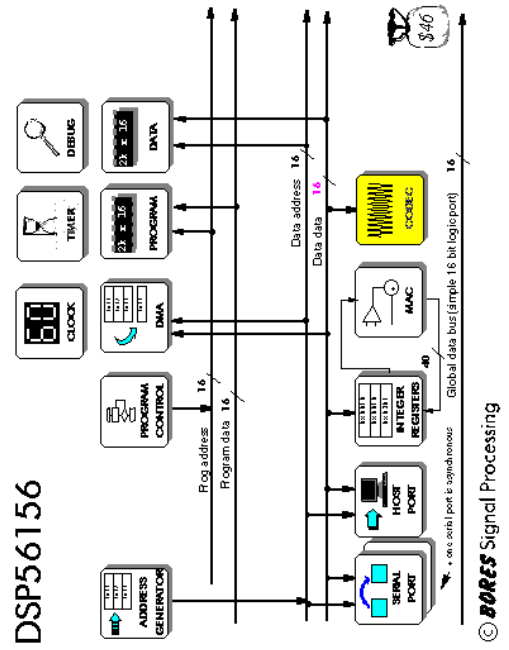 DSP56156
ADDRESS
GENERATOR
PROGRAM
CONTROL
CLOCK
TIMER
DEBUG
DMA
2k x 16
PROGRAM
2k x 16
DATA
Prog address
16
Program data
16
Data address
16
Data data
16
SERIAL
PORT
HOST
PORT
INTEGER
REGISTERS
MAC
CODEC
40
+ one serial port is asynchronous
Global data bus (simple 16 bit logic port)
16
$46
© BORES Signal Processing